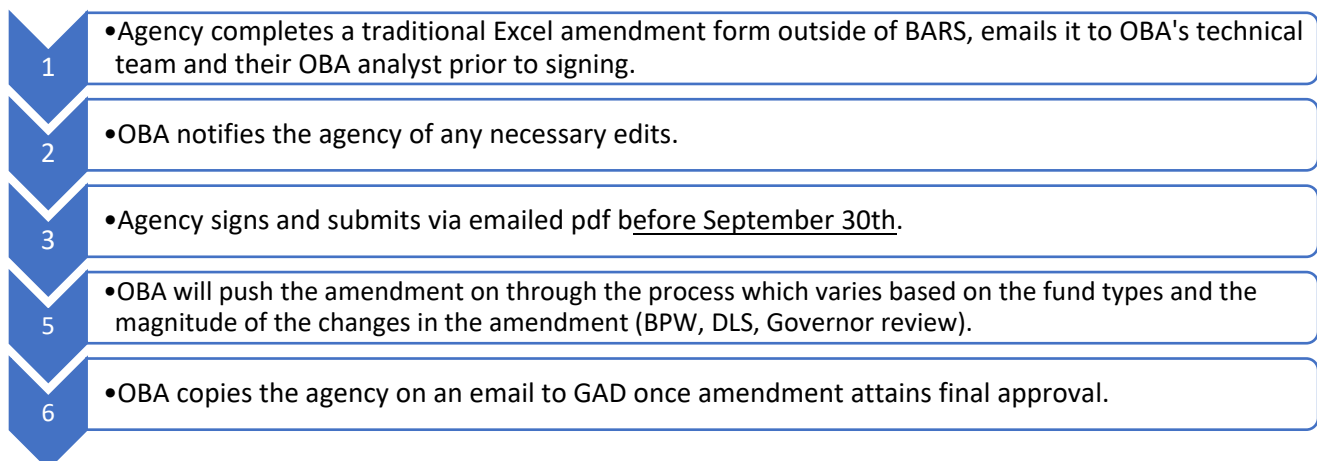 •Agency completes a traditional Excel amendment form outside of BARS, emails it to OBA's technical
1
team and their OBA analyst prior to signing.
2
•OBA notifies the agency of any necessary edits.
3
•Agency signs and submits via emailed pdf before September 30th.
•OBA will push the amendment on through the process which varies based on the fund types and the
5
magnitude of the changes in the amendment (BPW, DLS, Governor review).
6
•OBA copies the agency on an email to GAD once amendment attains final approval.